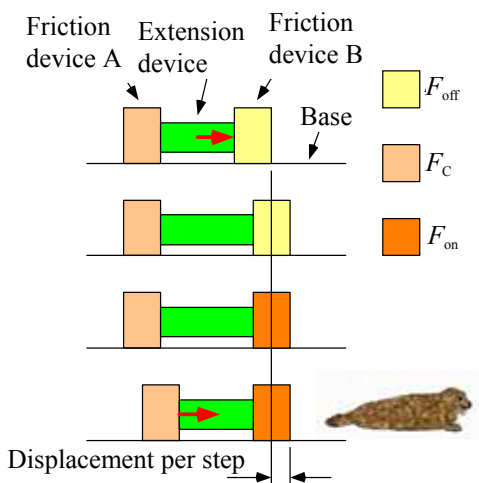 Friction
device A
Extension
device
Friction
device B
Base
F_off
F_C
F_on
Displacement per step